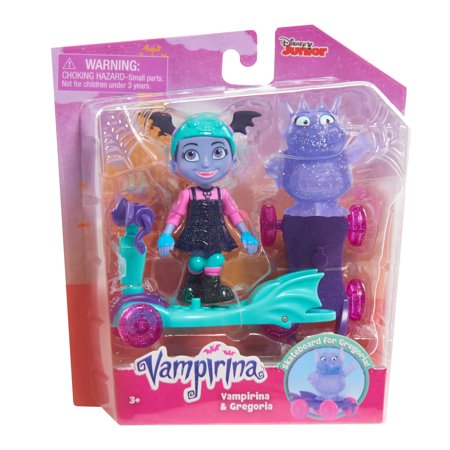 WARNING:
CHOKING HAZARD-Small parts.
Not for children under 3 years.
Disney
Junior
Vampirina
3+
Vampirina
& Gregoria
Skateboard for Gregoria!